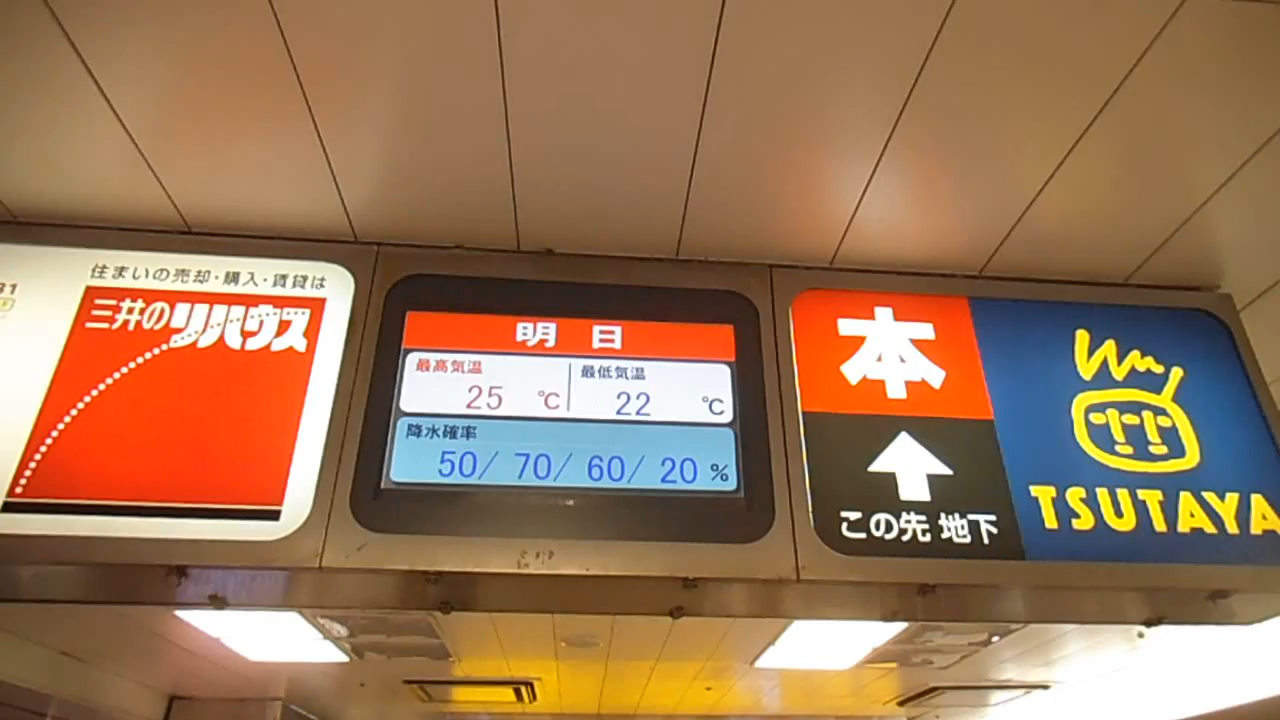 31
住まいの売却・購入・賃貸は
三井のリハウス
明日
最高気温
25 ℃
最低気温
22 ℃
降水確率
50/ 70/ 60/ 20 %
本
この先 地下
TSUTAYA